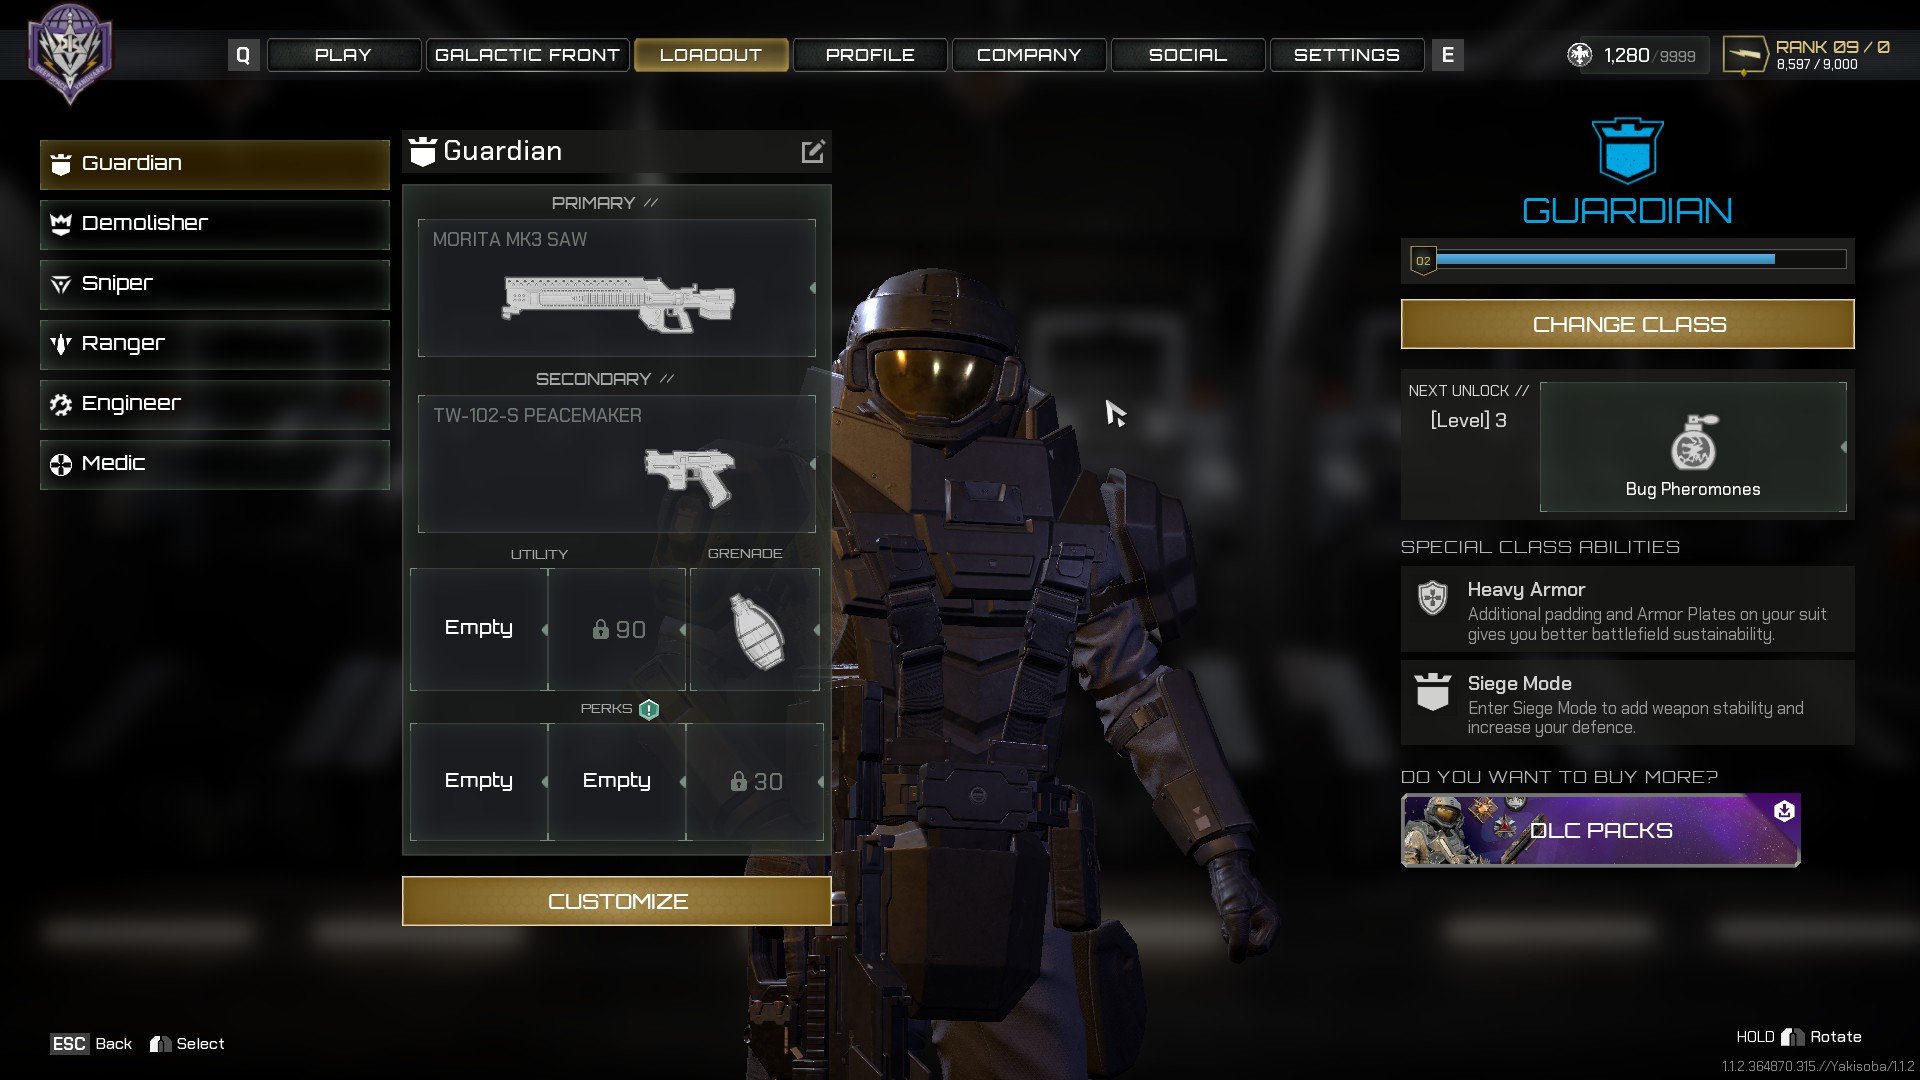 Q
PLAY
GALACTIC FRONT
LOADOUT
PROFILE
COMPANY
SOCIAL
SETTINGS
E
1,280/9999
RANK 09 / 0
8,597 / 9,000
Guardian
Demolisher
Sniper
Ranger
Engineer
Medic
Guardian
PRIMARY //
MORITA MK3 SAW
SECONDARY //
TW-102-S PEACEMAKER
UTILITY
GRENADE
Empty
90
PERKS
Empty
Empty
30
CUSTOMIZE
GUARDIAN
02
CHANGE CLASS
NEXT UNLOCK //
[Level] 3
Bug Pheromones
SPECIAL CLASS ABILITIES
Heavy Armor
Additional padding and Armor Plates on your suit
gives you better battlefield sustainability.
Siege Mode
Enter Siege Mode to add weapon stability and
increase your defence.
DO YOU WANT TO BUY MORE?
DLC PACKS
ESC Back
Select
HOLD
Rotate
1.1.2.364870.315.//Yakisoba/1.1.2